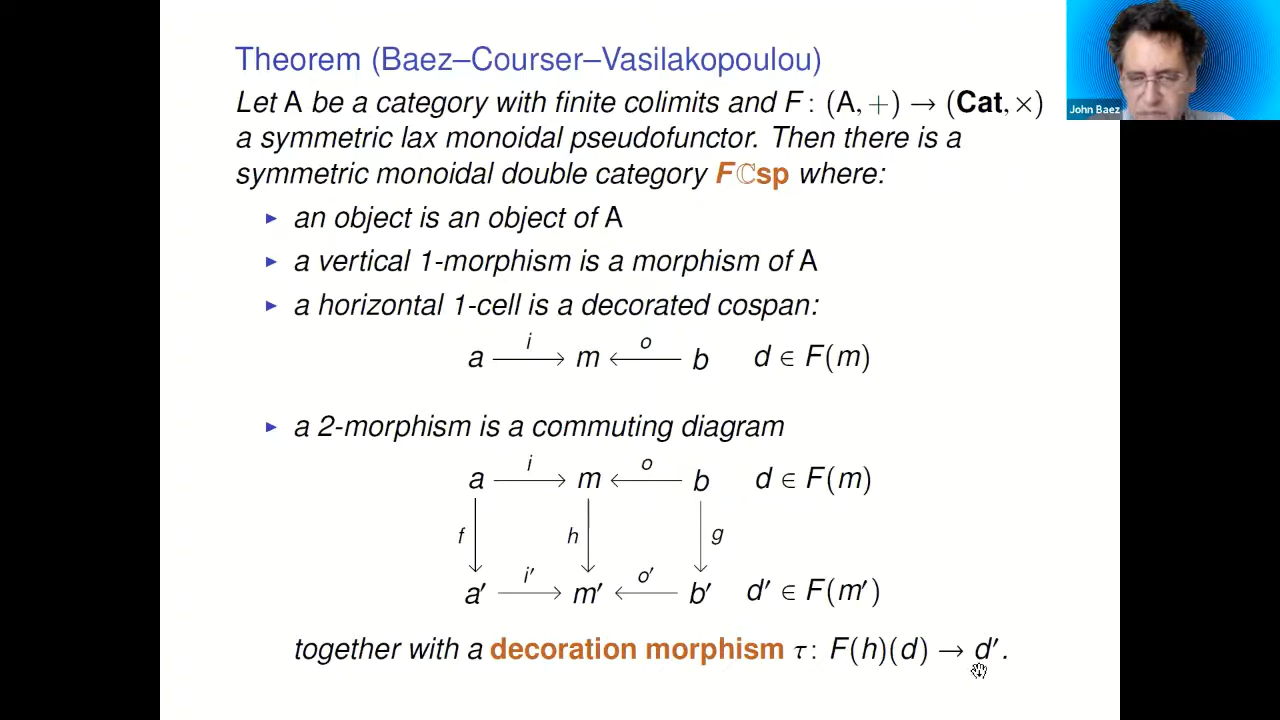 Theorem (Baez–Courser–Vasilakopoulou)
Let A be a category with finite colimits and F : (A, +) → (Cat, ×)
a symmetric lax monoidal pseudofunctor. Then there is a
symmetric monoidal double category Fℂsp where:
▶ an object is an object of A
▶ a vertical 1-morphism is a morphism of A
▶ a horizontal 1-cell is a decorated cospan:
i o
a ⟶ m ⟵ b d ∈ F(m)
▶ a 2-morphism is a commuting diagram
i o
a ⟶ m ⟵ b d ∈ F(m)
f h g
i′ o′
a′ ⟶ m′ ⟵ b′ d′ ∈ F(m′)
together with a decoration morphism τ : F(h)(d) → d′.
John Baez